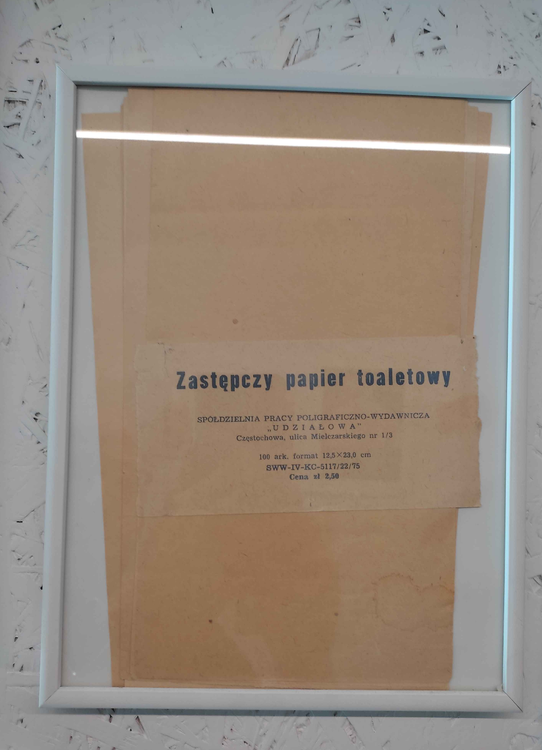 Zastępczy papier toaletowy
SPÓŁDZIELNIA PRACY POLIGRAFICZNO-WYDAWNICZA
„UDZIAŁOWA”
Częstochowa, ulica Mielczarskiego nr 1/3
100 ark. format 13,5×23,0 cm
SWW-IV-KC-5117/22/75
Cena zł 2,50